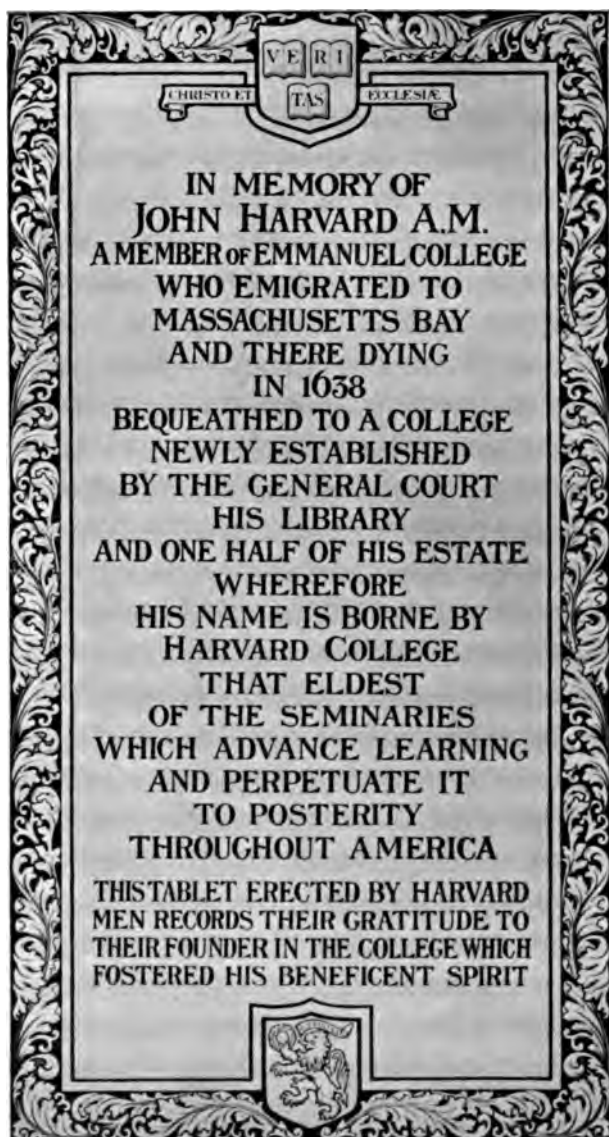 VE RI
CHRISTO ET TAS ECCLESIÆ
IN MEMORY OF
JOHN HARVARD A.M.
A MEMBER OF EMMANUEL COLLEGE
WHO EMIGRATED TO
MASSACHUSETTS BAY
AND THERE DYING
IN 1638
BEQUEATHED TO A COLLEGE
NEWLY ESTABLISHED
BY THE GENERAL COURT
HIS LIBRARY
AND ONE HALF OF HIS ESTATE
WHEREFORE
HIS NAME IS BORNE BY
HARVARD COLLEGE
THAT ELDEST
OF THE SEMINARIES
WHICH ADVANCE LEARNING
AND PERPETUATE IT
TO POSTERITY
THROUGHOUT AMERICA
THIS TABLET ERECTED BY HARVARD
MEN RECORDS THEIR GRATITUDE TO
THEIR FOUNDER IN THE COLLEGE WHICH
FOSTERED HIS BENEFICENT SPIRIT